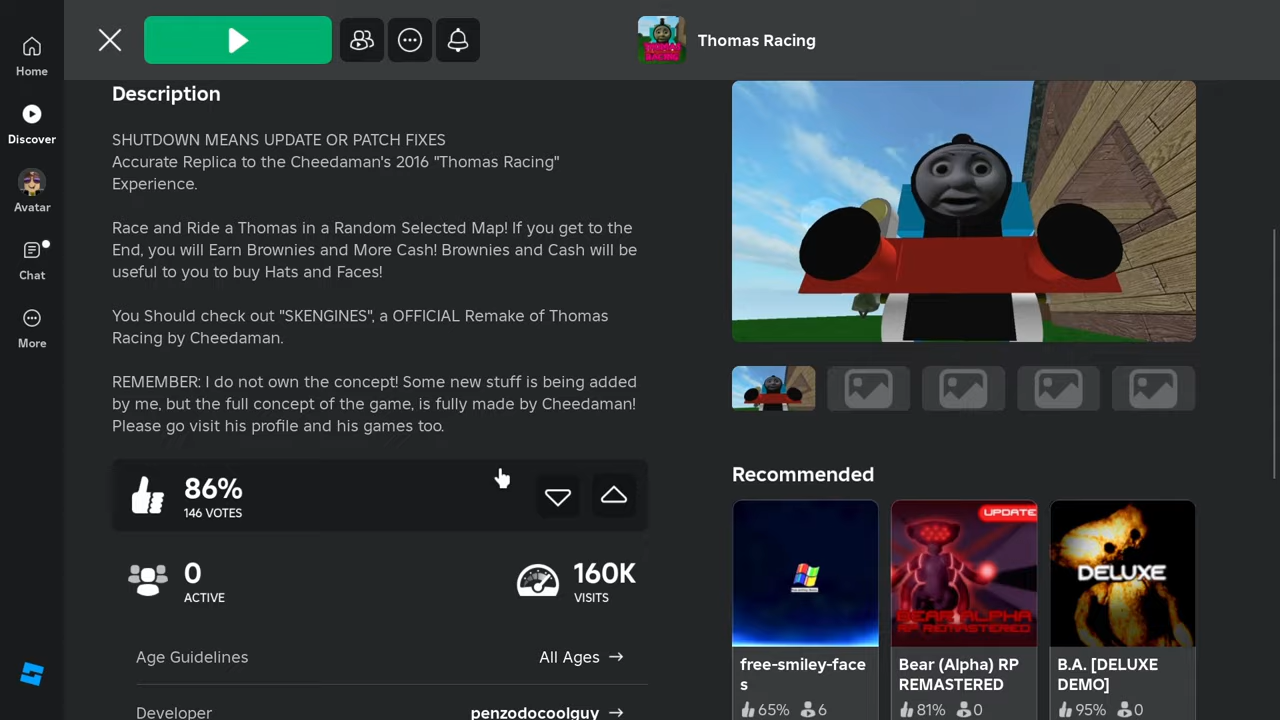 Thomas Racing
Home
Discover
Avatar
Chat
More
Description
SHUTDOWN MEANS UPDATE OR PATCH FIXES
Accurate Replica to the Cheedaman's 2016 "Thomas Racing"
Experience.
Race and Ride a Thomas in a Random Selected Map! If you get to the
End, you will Earn Brownies and More Cash! Brownies and Cash will be
useful to you to buy Hats and Faces!
You Should check out "SKENGINES", a OFFICIAL Remake of Thomas
Racing by Cheedaman.
REMEMBER: I do not own the concept! Some new stuff is being added
by me, but the full concept of the game, is fully made by Cheedaman!
Please go visit his profile and his games too.
86%
146 VOTES
0
ACTIVE
160K
VISITS
Age Guidelines
All Ages →
Developer
penzodocoolguy →
Recommended
UPDATE
BEAR ALPHA
RP REMASTERED
DELUXE
free-smiley-face
s
65% 6
Bear (Alpha) RP
REMASTERED
81% 0
B.A. [DELUXE
DEMO]
95% 0